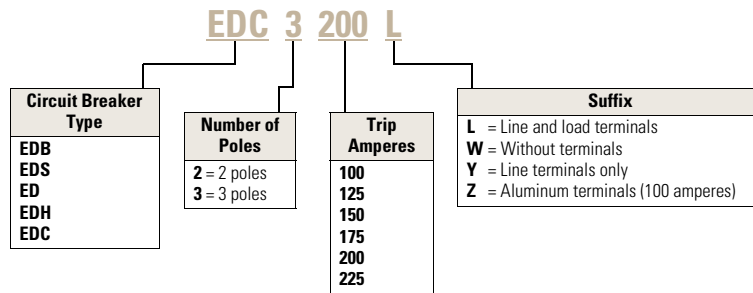 EDC 3 200 L
Circuit Breaker
Type
EDB
EDS
ED
EDH
EDC
Number of
Poles
2 = 2 poles
3 = 3 poles
Trip
Amperes
100
125
150
175
200
225
Suffix
L = Line and load terminals
W = Without terminals
Y = Line terminals only
Z = Aluminum terminals (100 amperes)